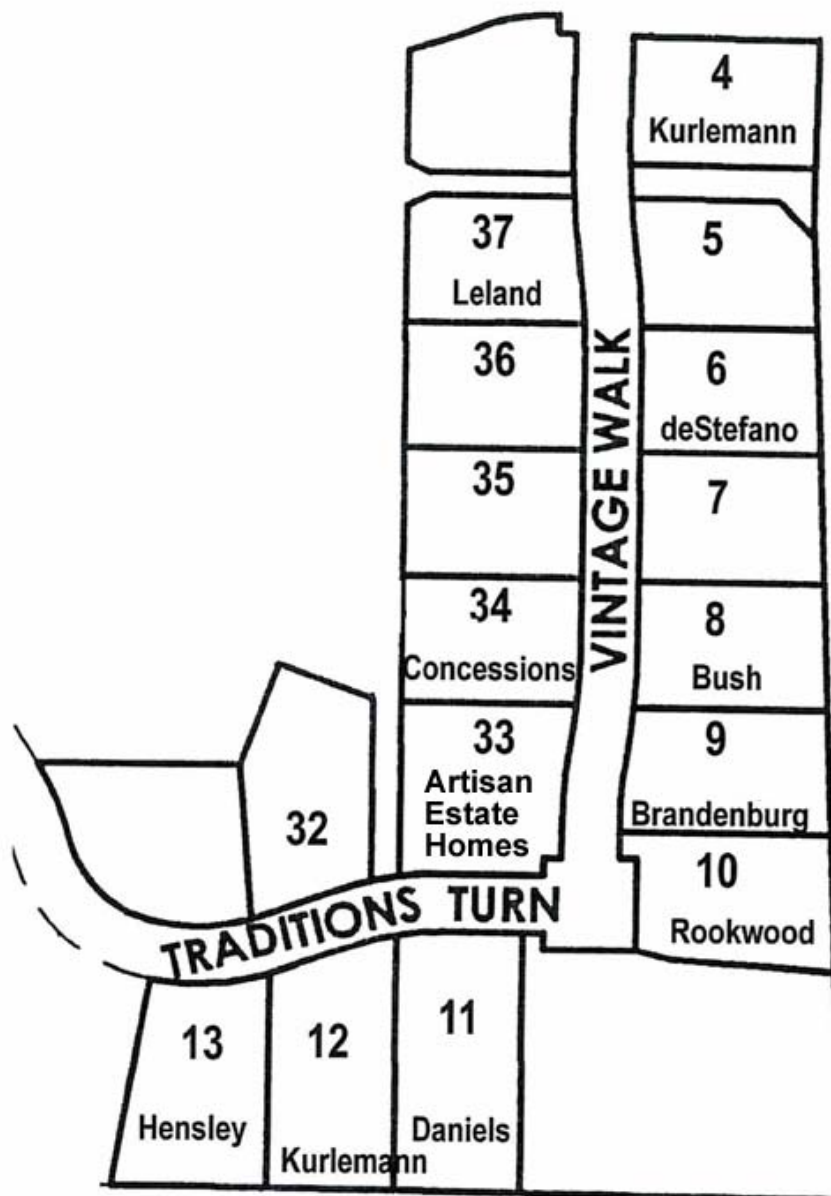 4
Kurlemann
37
Leland
5
36
6
deStefano
35
7
VINTAGE WALK
34
Concessions
8
Bush
33
Artisan
Estate
Homes
9
Brandenburg
32
10
Rookwood
TRADITIONS TURN
13
Hensley
12
Kurlemann
11
Daniels